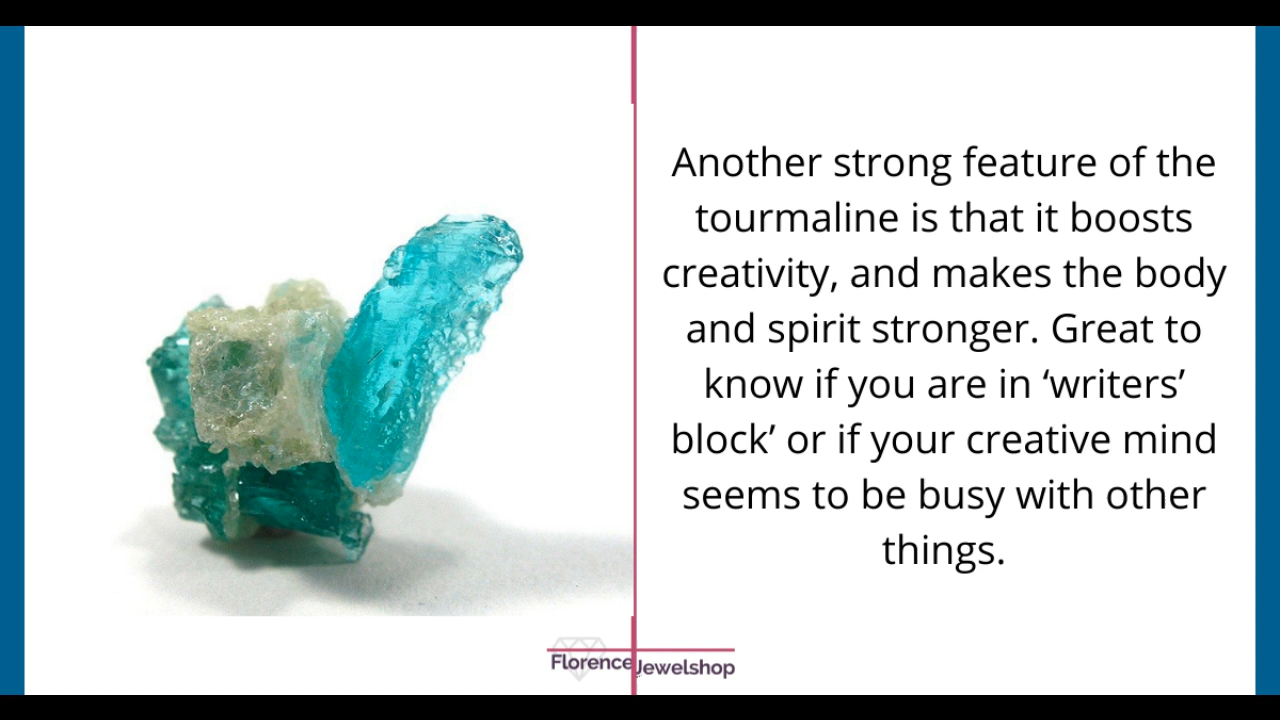 Another strong feature of the
tourmaline is that it boosts
creativity, and makes the body
and spirit stronger. Great to
know if you are in ‘writers’
block’ or if your creative mind
seems to be busy with other
things.
Florence Jewelshop